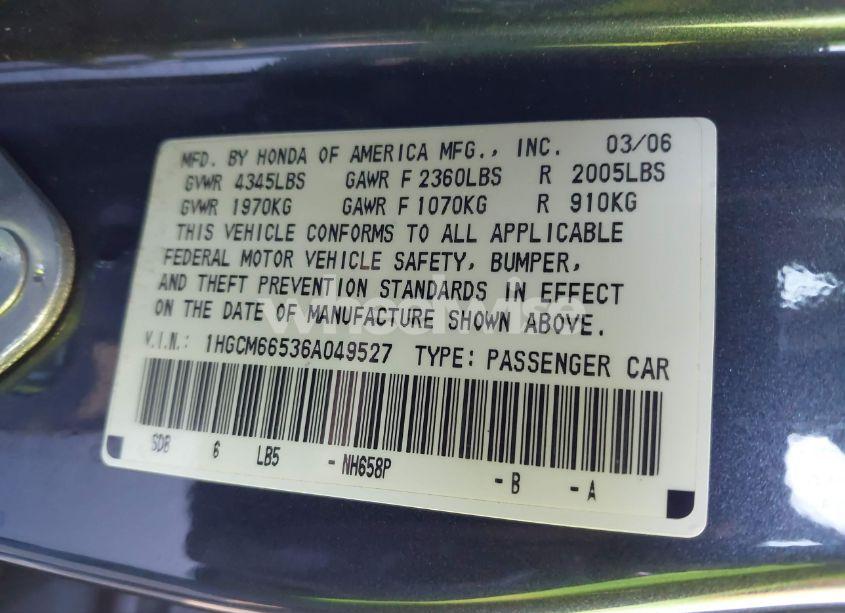 MFD. BY HONDA OF AMERICA MFG., INC. 03/06
GVWR 4345LBS GAWR F 2360LBS R 2005LBS
GVWR 1970KG GAWR F 1070KG R 910KG
THIS VEHICLE CONFORMS TO ALL APPLICABLE
FEDERAL MOTOR VEHICLE SAFETY, BUMPER,
AND THEFT PREVENTION STANDARDS IN EFFECT
ON THE DATE OF MANUFACTURE SHOWN ABOVE.
wheelwise
V.I.N.: 1HGCM66536A049527 TYPE: PASSENGER CAR
SDB 6 LB5 -NH658P -B -A